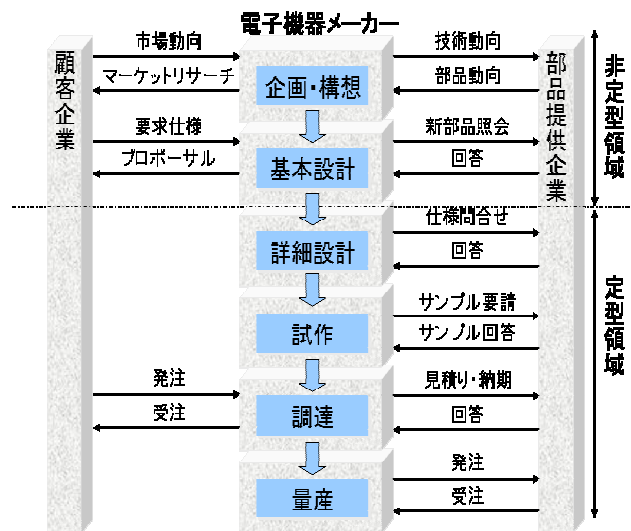 電子機器メーカー
顧客企業
部品提供企業
非定型領域
定型領域
市場動向
マーケットリサーチ
企画・構想
技術動向
部品動向
要求仕様
プロポーサル
基本設計
新部品照会
回答
詳細設計
仕様問合せ
回答
試作
サンプル要請
サンプル回答
発注
受注
調達
見積り・納期
回答
量産
発注
受注